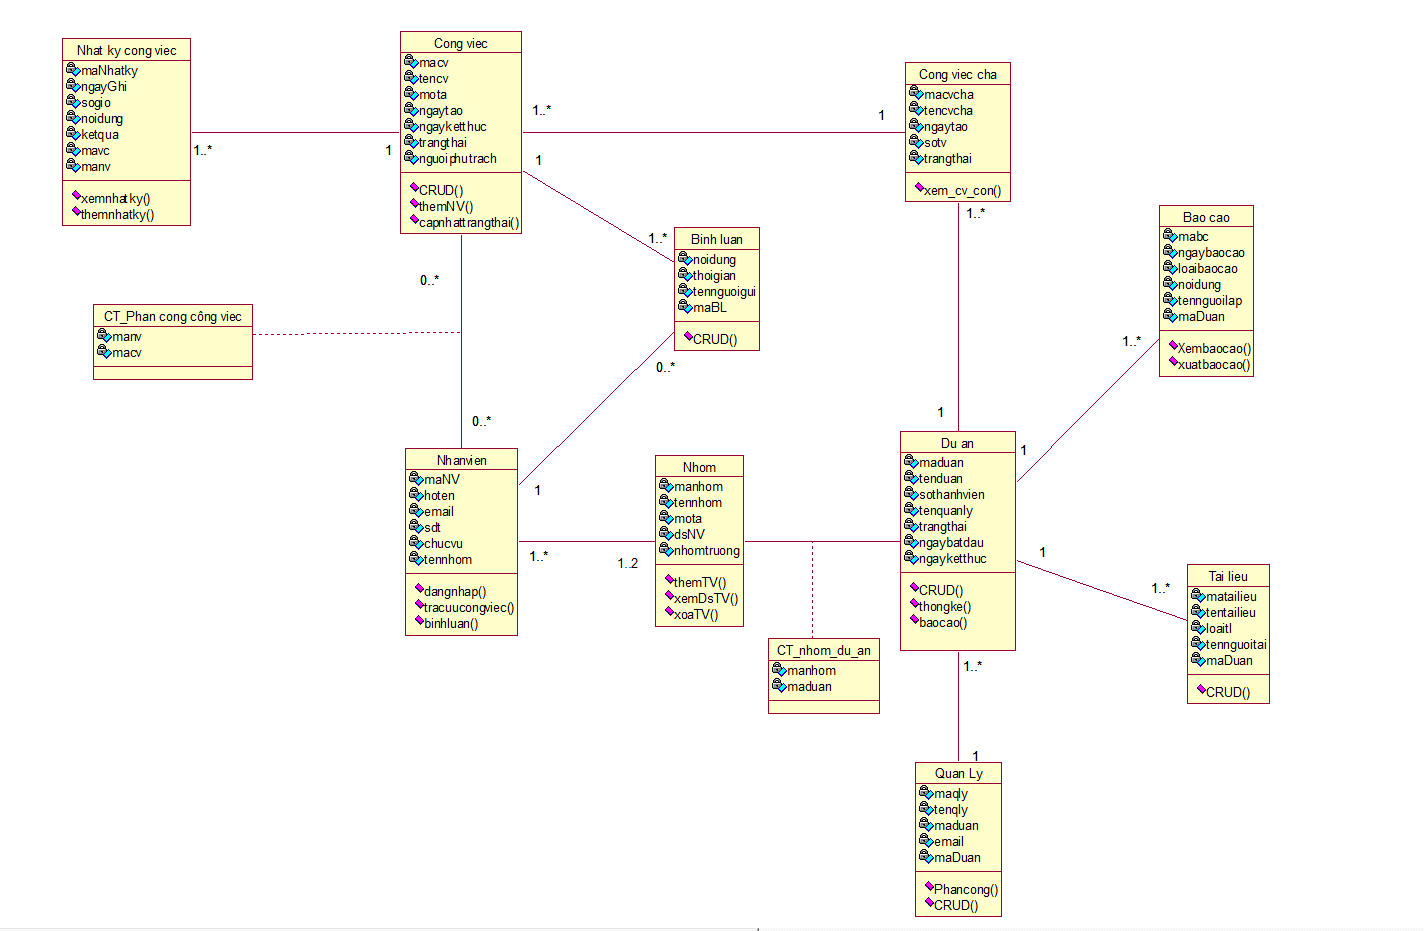 Nhat ky cong viec
maNhatky
ngayGhi
sogio
noidung
ketqua
mavc
manv
xemnhatky()
themnhatky()
1..*
1
Cong viec
macv
tencv
mota
ngaytao
ngayketthuc
trangthai
nguoiphutrach
CRUD()
themNV()
capnhattrangthai()
1..*
1
Cong viec cha
macvcha
tencvcha
ngaytao
sotv
trangthai
xem_cv_con()
1
1..*
Binh luan
noidung
thoigian
tennguoigui
maBL
CRUD()
0..*
1
0..*
0..*
CT_Phan cong công viec
manv
macv
1..*
1
Bao cao
mabc
ngaybaocao
loaibaocao
noidung
tennguoilap
maDuan
Xembaocao()
xuatbaocao()
1..*
1
Nhanvien
maNV
hoten
email
sdt
chucvu
tennhom
dangnhap()
tracuucongviec()
binhluan()
1..*
1..2
Nhom
manhom
tennhom
mota
dsNV
nhomtruong
themTV()
xemDsTV()
xoaTV()
CT_nhom_du_an
manhom
maduan
Du an
maduan
tenduan
sothanhvien
tenquanly
trangthai
ngaybatdau
ngayketthuc
CRUD()
thongke()
baocao()
1
1..*
Tai lieu
matailieu
tentailieu
loaitl
tennguoitai
maDuan
CRUD()
1..*
1
Quan Ly
maqly
tenqly
maduan
email
maDuan
Phancong()
CRUD()